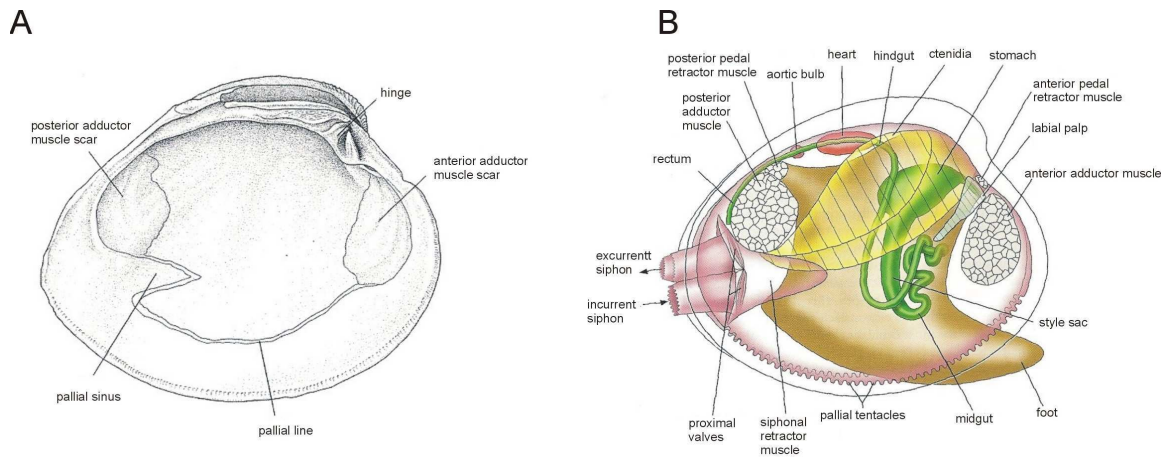 A
hinge
posterior adductor
muscle scar
anterior adductor
muscle scar
pallial sinus
pallial line
B
posterior pedal
retractor muscle
aortic bulb
heart
hindgut
ctenidia
stomach
anterior pedal
retractor muscle
posterior
adductor
muscle
labial palp
rectum
anterior adductor muscle
excurrentt
siphon
incurrent
siphon
style sac
foot
pallial tentacles
midgut
proximal
valves
siphonal
retractor
muscle